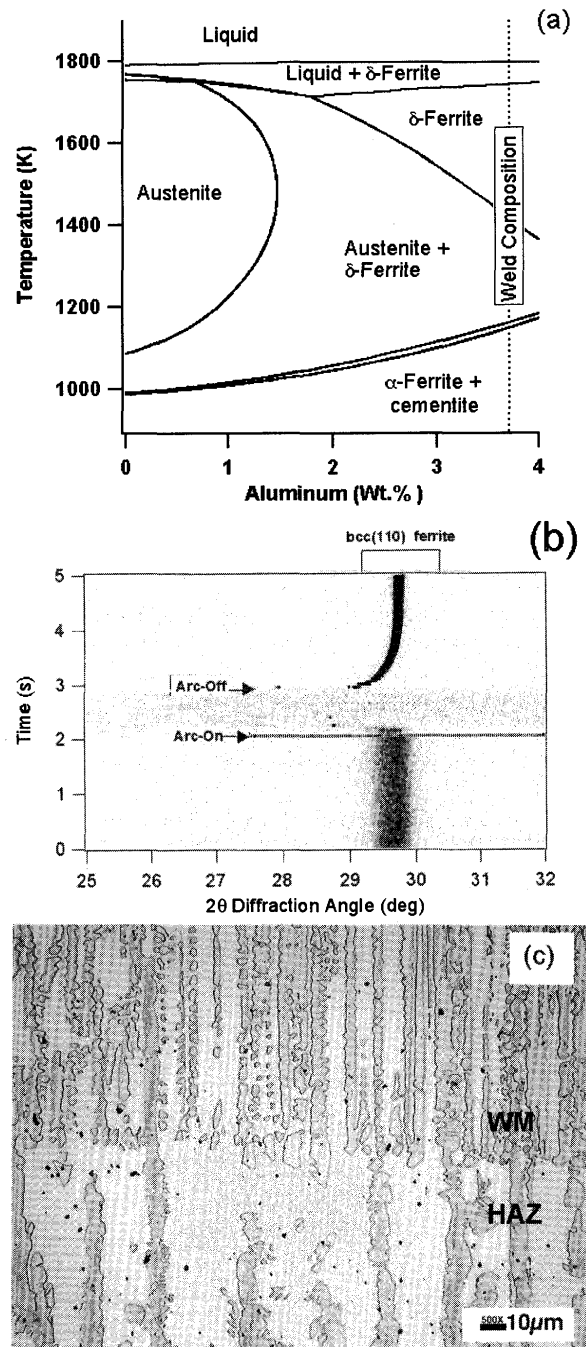 (a)
Liquid
1800
Liquid + δ-Ferrite
δ-Ferrite
1600
Austenite
1400
Austenite +
δ-Ferrite
1200
1000
α-Ferrite +
cementite
Weld Composition
Temperature (K)
0 1 2 3 4
Aluminum (Wt.% )
(b)
bcc(110) ferrite
5
4
3
2
1
0
Arc-Off
Arc-On
Time (s)
25 26 27 28 29 30 31 32
2θ Diffraction Angle (deg)
(c)
WM
HAZ
500X 10μm